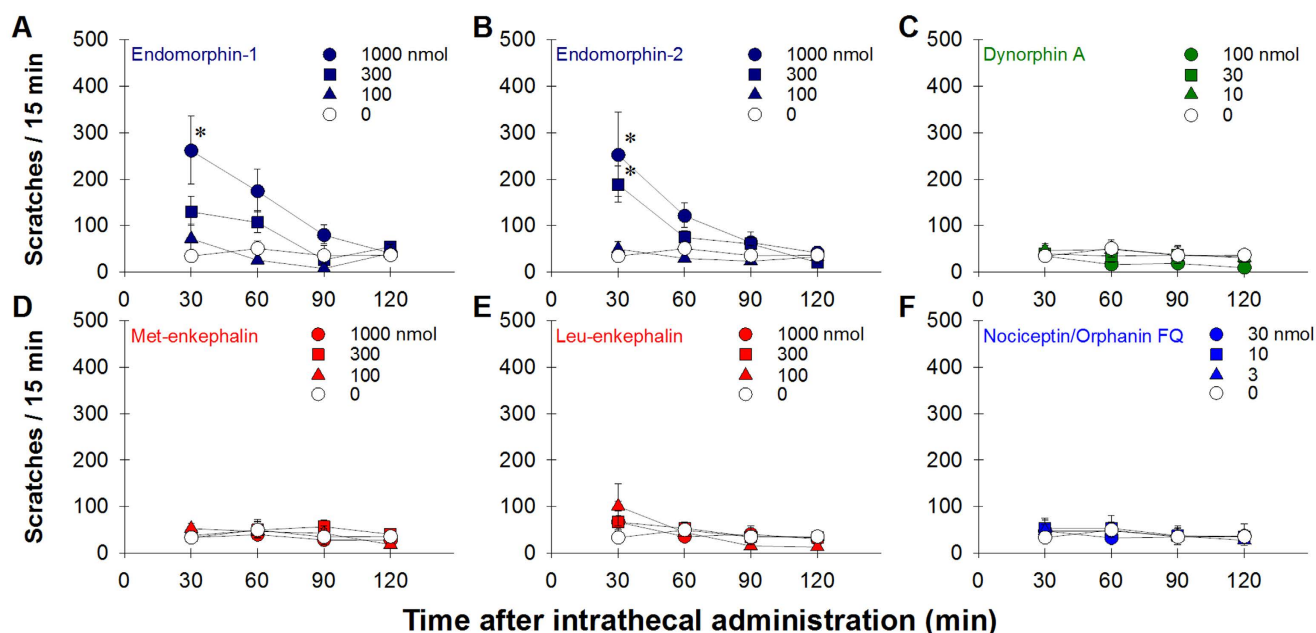 A
Endomorphin-1
1000 nmol
300
100
0
500
400
300
200
100
0
0 30 60 90 120
*
Scratches / 15 min
B
Endomorphin-2
1000 nmol
300
100
0
500
400
300
200
100
0
0 30 60 90 120
*
*
C
Dynorphin A
100 nmol
30
10
0
500
400
300
200
100
0
0 30 60 90 120
D
Met-enkephalin
1000 nmol
300
100
0
500
400
300
200
100
0
0 30 60 90 120
Scratches / 15 min
E
Leu-enkephalin
1000 nmol
300
100
0
500
400
300
200
100
0
0 30 60 90 120
F
Nociceptin/Orphanin FQ
30 nmol
10
3
0
500
400
300
200
100
0
0 30 60 90 120
Time after intrathecal administration (min)